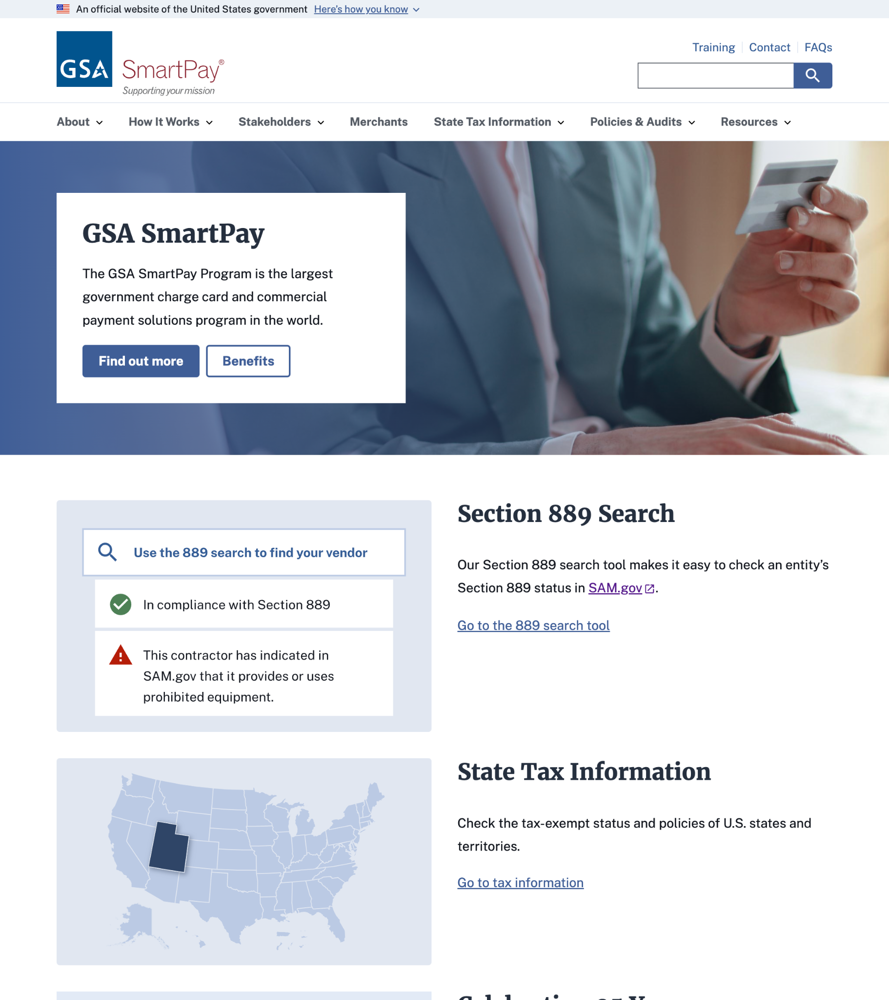 An official website of the United States government Here's how you know
GSA
SmartPay®
Supporting your mission
Training
Contact
FAQs
About
How It Works
Stakeholders
Merchants
State Tax Information
Policies & Audits
Resources
GSA SmartPay
The GSA SmartPay Program is the largest
government charge card and commercial
payment solutions program in the world.
Find out more
Benefits
Use the 889 search to find your vendor
In compliance with Section 889
This contractor has indicated in
SAM.gov that it provides or uses
prohibited equipment.
Section 889 Search
Our Section 889 search tool makes it easy to check an entity’s
Section 889 status in SAM.gov.
Go to the 889 search tool
State Tax Information
Check the tax-exempt status and policies of U.S. states and
territories.
Go to tax information